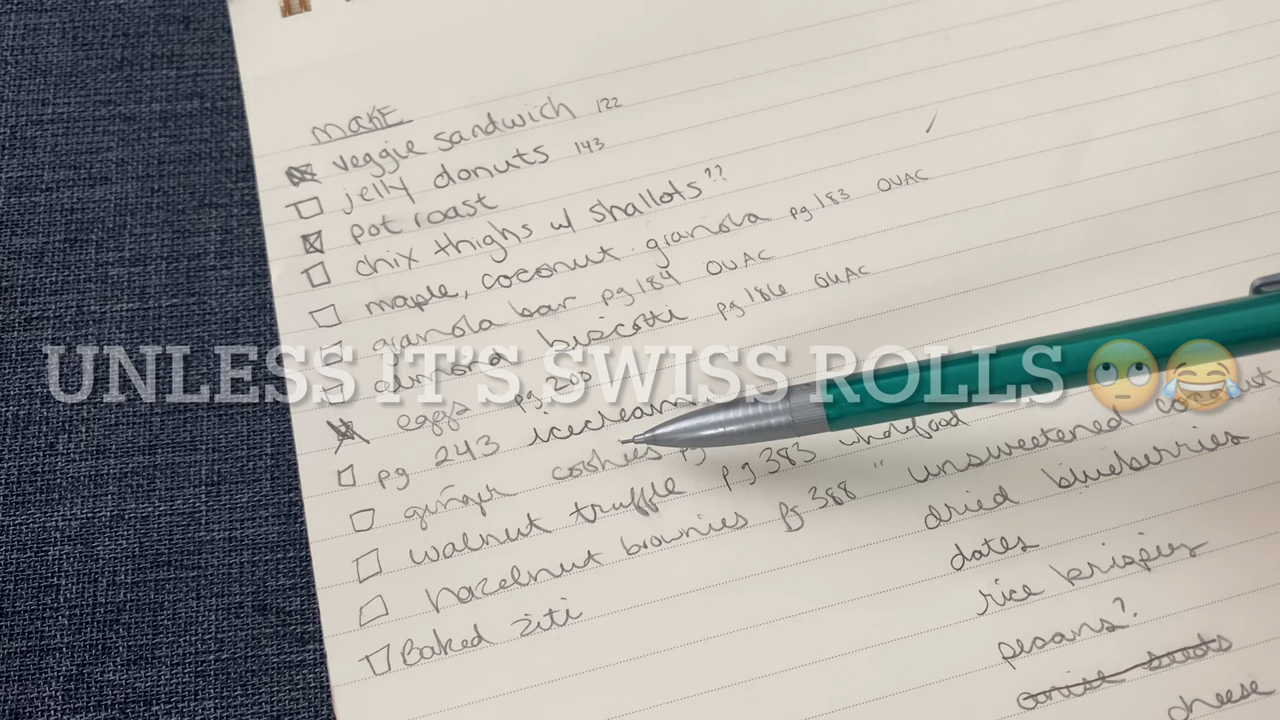 MAKE
veggie sandwich 122
jelly donuts 143
pot roast
chix thighs w/ shallots??
maple, coconut granola pg 183 OUAC
granola bar pg 184 OUAC
almond biscotti pg 186 OUAC
eggs pg 200
pg 243 icecream
UNLESS IT'S SWISS ROLLS 🙄😂
ginger cookies pg
walnut truffle pg 383 wholefood
hazelnut brownies pg 388 "
Baked ziti
unsweetened coconut
dried blueberries
dates
rice krispies
pecans?
cheese